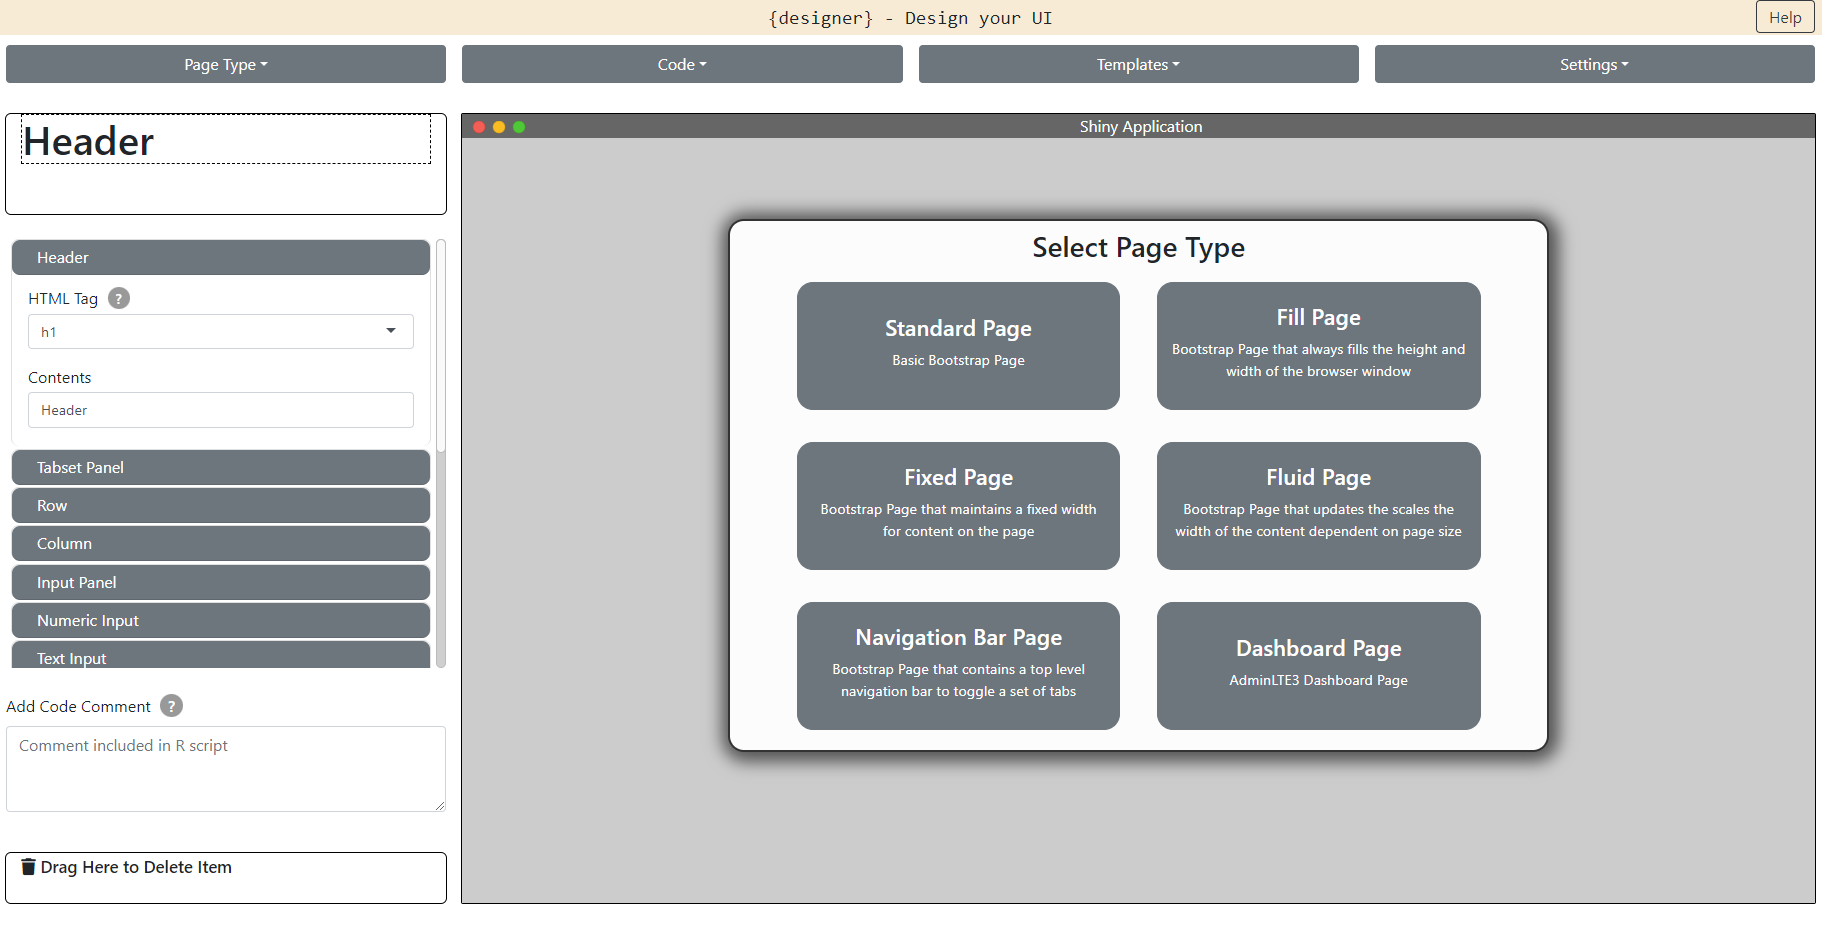 {designer} - Design your UI
Help
Page Type
Code
Templates
Settings
Header
Header
HTML Tag ?
h1
Contents
Header
Tabset Panel
Row
Column
Input Panel
Numeric Input
Text Input
Add Code Comment ?
Comment included in R script
Drag Here to Delete Item
Shiny Application
Select Page Type
Standard Page
Basic Bootstrap Page
Fill Page
Bootstrap Page that always fills the height and
width of the browser window
Fixed Page
Bootstrap Page that maintains a fixed width
for content on the page
Fluid Page
Bootstrap Page that updates the scales the
width of the content dependent on page size
Navigation Bar Page
Bootstrap Page that contains a top level
navigation bar to toggle a set of tabs
Dashboard Page
AdminLTE3 Dashboard Page